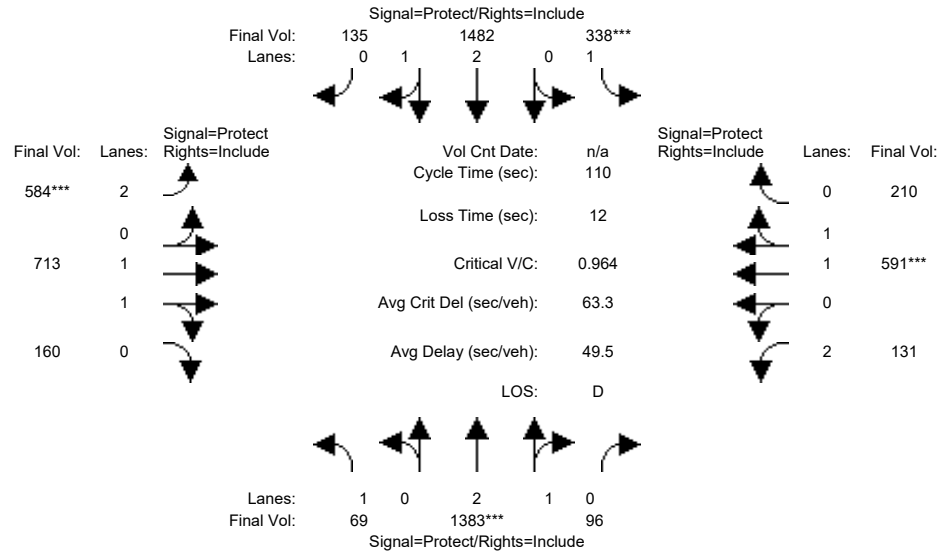 Signal=Protect/Rights=Include
Final Vol: 135 1482 338***
Lanes: 0 1 2 0 1
Signal=Protect
Final Vol: Lanes: Rights=Include
Vol Cnt Date: n/a
Signal=Protect
Rights=Include Lanes: Final Vol:
Cycle Time (sec): 110
584*** 2
0 210
Loss Time (sec): 12
0
1
713 1
Critical V/C: 0.964
1 591***
1
Avg Crit Del (sec/veh): 63.3
0
160 0
Avg Delay (sec/veh): 49.5
2 131
LOS: D
Lanes: 1 0 2 1 0
Final Vol: 69 1383*** 96
Signal=Protect/Rights=Include